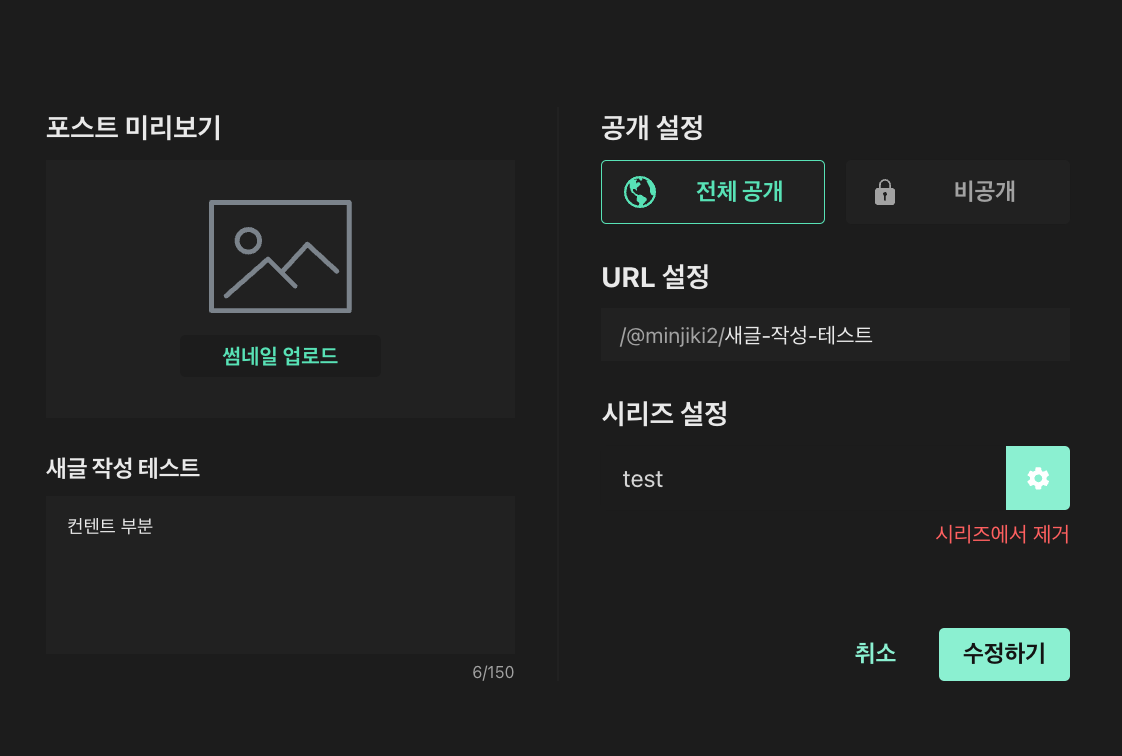 포스트 미리보기
썸네일 업로드
새글 작성 테스트
컨텐트 부분
6/150
공개 설정
전체 공개
비공개
URL 설정
/@minjiki2/새글-작성-테스트
시리즈 설정
test
시리즈에서 제거
취소
수정하기